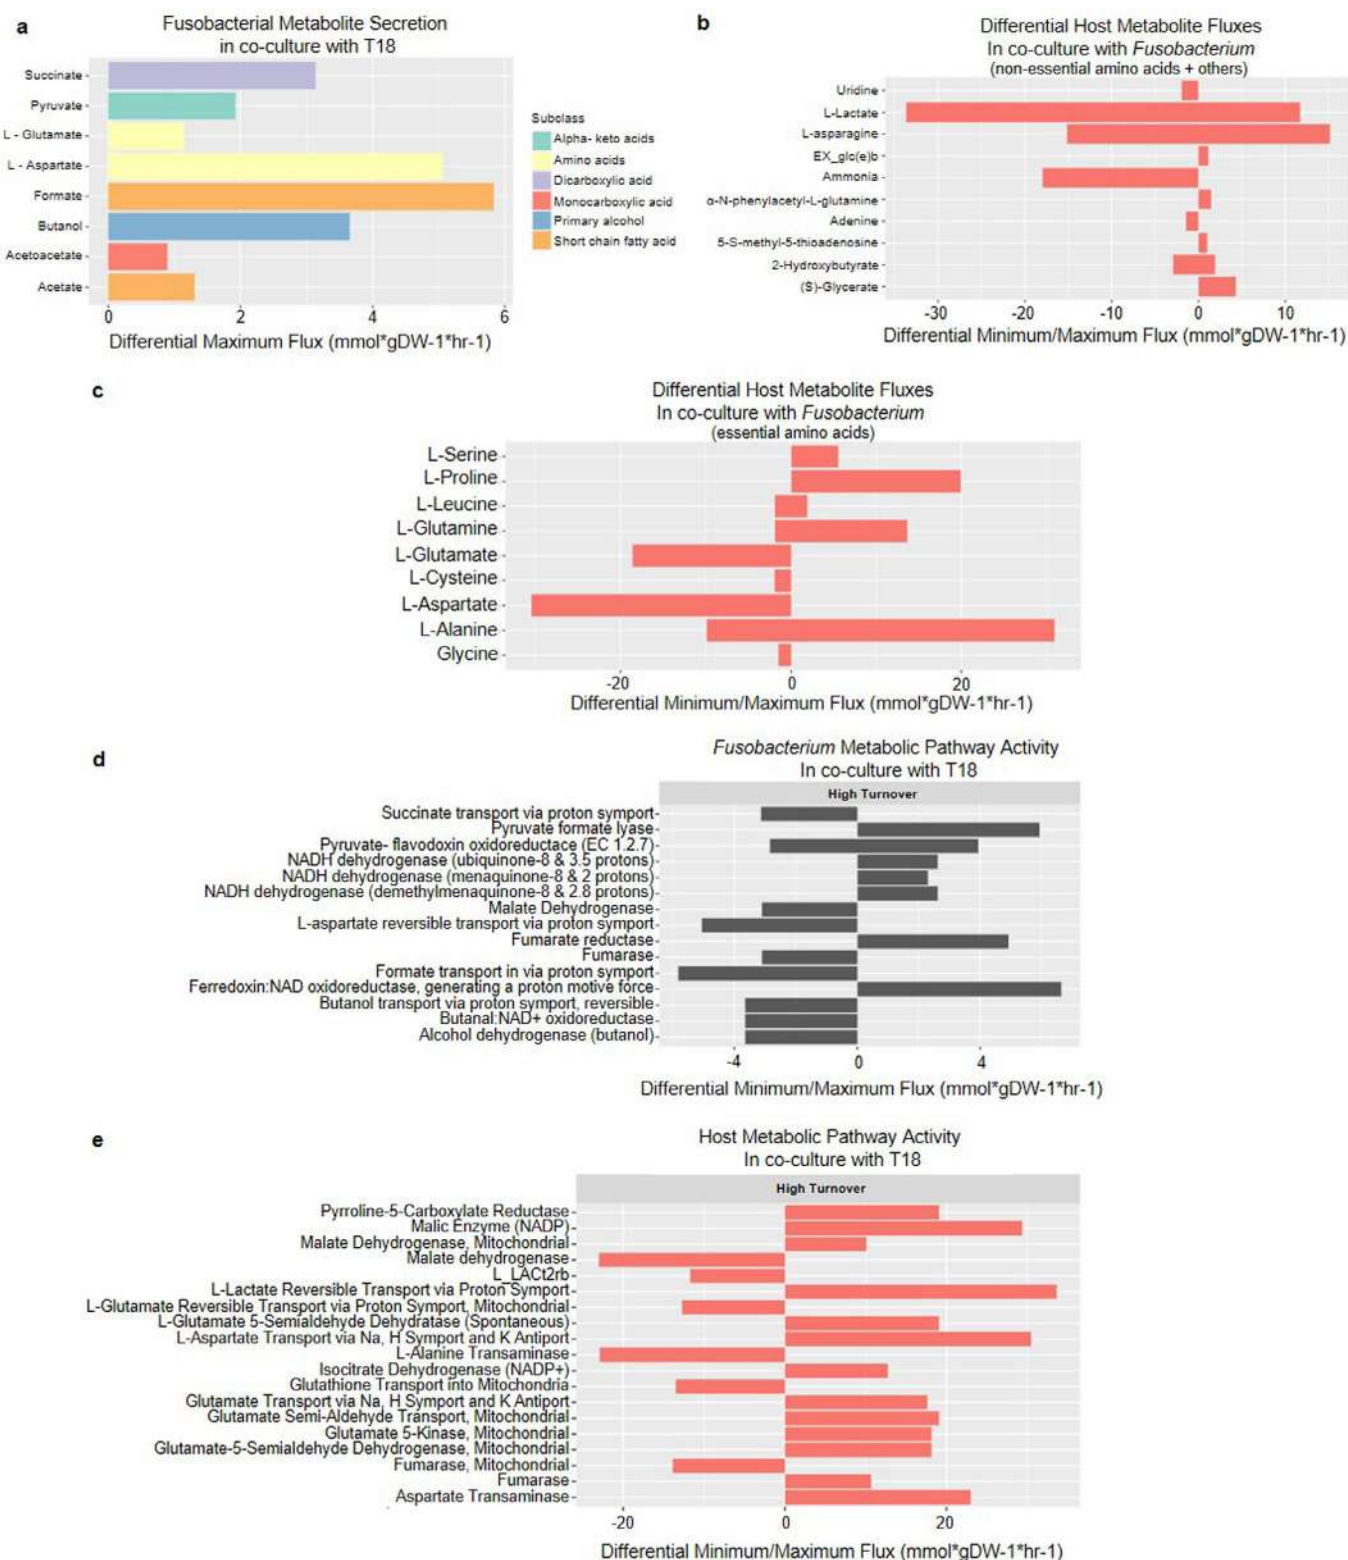 a
Fusobacterial Metabolite Secretion
in co-culture with T18
Succinate
Pyruvate
L - Glutamate
L - Aspartate
Formate
Butanol
Acetoacetate
Acetate
0 2 4 6
Differential Maximum Flux (mmol*gDW-1*hr-1)
Subclass
Alpha- keto acids
Amino acids
Dicarboxylic acid
Monocarboxylic acid
Primary alcohol
Short chain fatty acid
b
Differential Host Metabolite Fluxes
In co-culture with Fusobacterium
(non-essential amino acids + others)
Uridine
L-Lactate
L-asparagine
EX_glc(e)b
Ammonia
α-N-phenylacetyl-L-glutamine
Adenine
5-S-methyl-5-thioadenosine
2-Hydroxybutyrate
(S)-Glycerate
-30 -20 -10 0 10
Differential Minimum/Maximum Flux (mmol*gDW-1*hr-1)
c
Differential Host Metabolite Fluxes
In co-culture with Fusobacterium
(essential amino acids)
L-Serine
L-Proline
L-Leucine
L-Glutamine
L-Glutamate
L-Cysteine
L-Aspartate
L-Alanine
Glycine
-20 0 20
Differential Minimum/Maximum Flux (mmol*gDW-1*hr-1)
d
Fusobacterium Metabolic Pathway Activity
In co-culture with T18
High Turnover
Succinate transport via proton symport
Pyruvate formate lyase
Pyruvate- flavodoxin oxidoreductace (EC 1.2.7)
NADH dehydrogenase (ubiquinone-8 & 3.5 protons)
NADH dehydrogenase (menaquinone-8 & 2 protons)
NADH dehydrogenase (demethylmenaquinone-8 & 2.8 protons)
Malate Dehydrogenase
L-aspartate reversible transport via proton symport
Fumarate reductase
Fumarase
Formate transport in via proton symport
Ferredoxin:NAD oxidoreductase, generating a proton motive force
Butanol transport via proton symport, reversible
Butanal:NAD+ oxidoreductase
Alcohol dehydrogenase (butanol)
-4 0 4
Differential Minimum/Maximum Flux (mmol*gDW-1*hr-1)
e
Host Metabolic Pathway Activity
In co-culture with T18
High Turnover
Pyrroline-5-Carboxylate Reductase
Malic Enzyme (NADP)
Malate Dehydrogenase, Mitochondrial
Malate dehydrogenase
L_LACt2rb
L-Lactate Reversible Transport via Proton Symport
L-Glutamate Reversible Transport via Proton Symport, Mitochondrial
L-Glutamate 5-Semialdehyde Dehydratase (Spontaneous)
L-Aspartate Transport via Na, H Symport and K Antiport
L-Alanine Transaminase
Isocitrate Dehydrogenase (NADP+)
Glutathione Transport into Mitochondria
Glutamate Transport via Na, H Symport and K Antiport
Glutamate Semi-Aldehyde Transport, Mitochondrial
Glutamate 5-Kinase, Mitochondrial
Glutamate-5-Semialdehyde Dehydrogenase, Mitochondrial
Fumarase, Mitochondrial
Fumarase
Aspartate Transaminase
-20 0 20
Differential Minimum/Maximum Flux (mmol*gDW-1*hr-1)